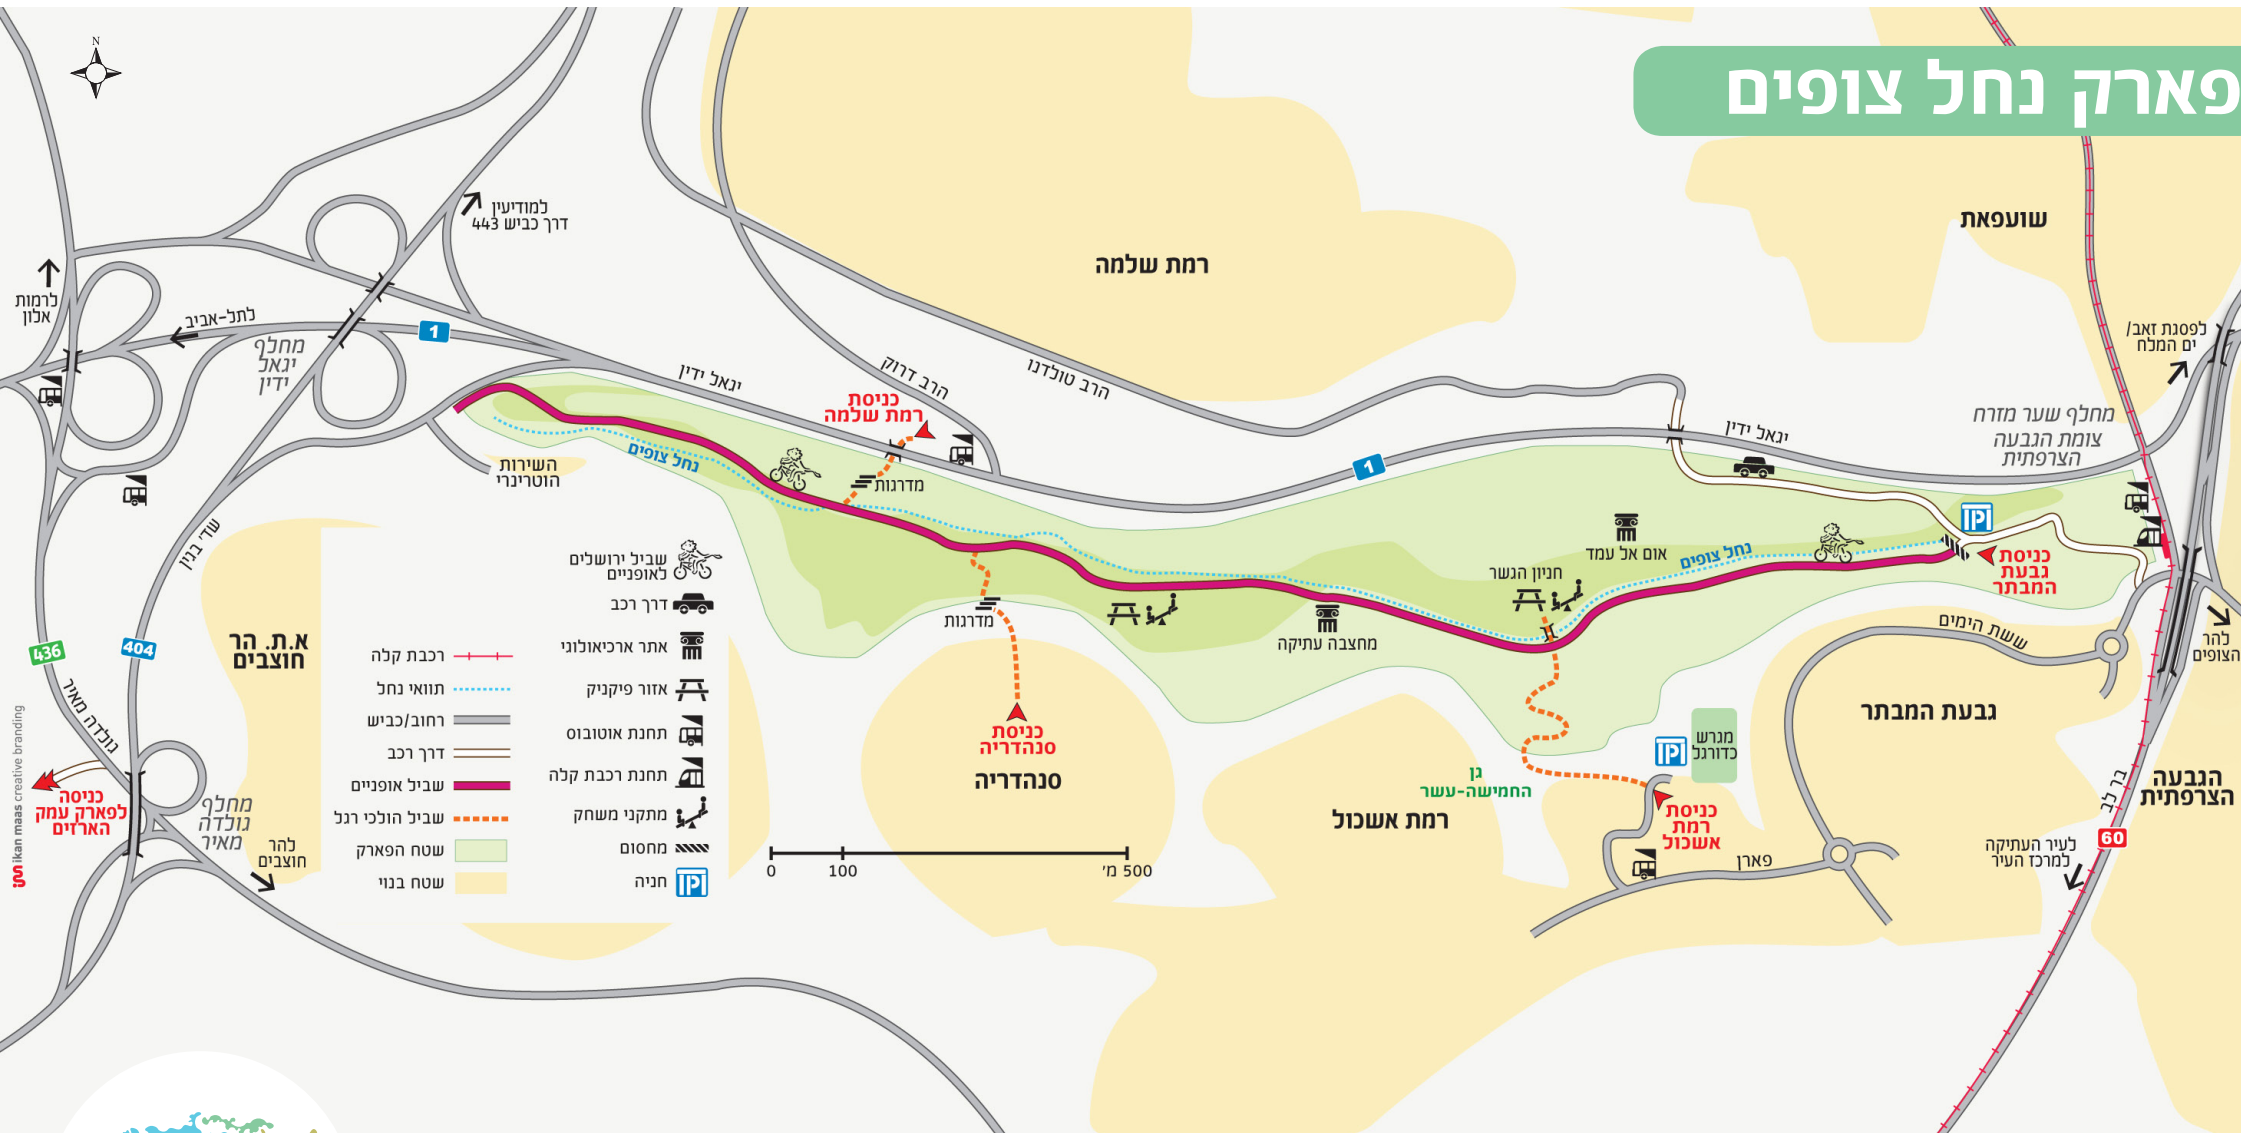 פארק נחל צופים
N
שועפאת
רמת שלמה
למודיעין
דרך כביש 443
לרמות
אלון
לתל-אביב
1
מחלף
יגאל
ידין
יגאל ידין
הרב דרוק
הרב טולדנו
כניסת
רמת שלמה
יגאל ידין
1
לפסגת זאב/
ים המלח
מחלף שער מזרח
צומת הגבעה
הצרפתית
השירות
הוטרינרי
נחל צופים
מדרגות
שד' בגין
אום אל עמד
חניון הגשר
נחל צופים
חניון
כניסת
גבעת
המבתר
מחצבה עתיקה
מדרגות
ששת הימים
להר
הצופים
גבעת המבתר
כניסת
סנהדריה
סנהדריה
מגרש
כדורגל
חניון
גן
החמישה-עשר
רמת אשכול
כניסת
רמת
אשכול
פארן
הגבעה
הצרפתית
בר לב
60
לעיר העתיקה
למרכז העיר
א.ת. הר
חוצבים
436
404
גולדה מאיר
כניסה
לפארק עמק
הארזים
מחלף
גולדה
מאיר
להר
חוצבים
שביל ירושלים
לאופניים
דרך רכב
אתר ארכיאולוגי
אזור פיקניק
תחנת אוטובוס
תחנת רכבת קלה
מתקני משחק
מחסום
חניה
רכבת קלה
תוואי נחל
רחוב/כביש
דרך רכב
שביל אופניים
שביל הולכי רגל
שטח הפארק
שטח בנוי
0 100 500 מ'
ikan maas creative branding